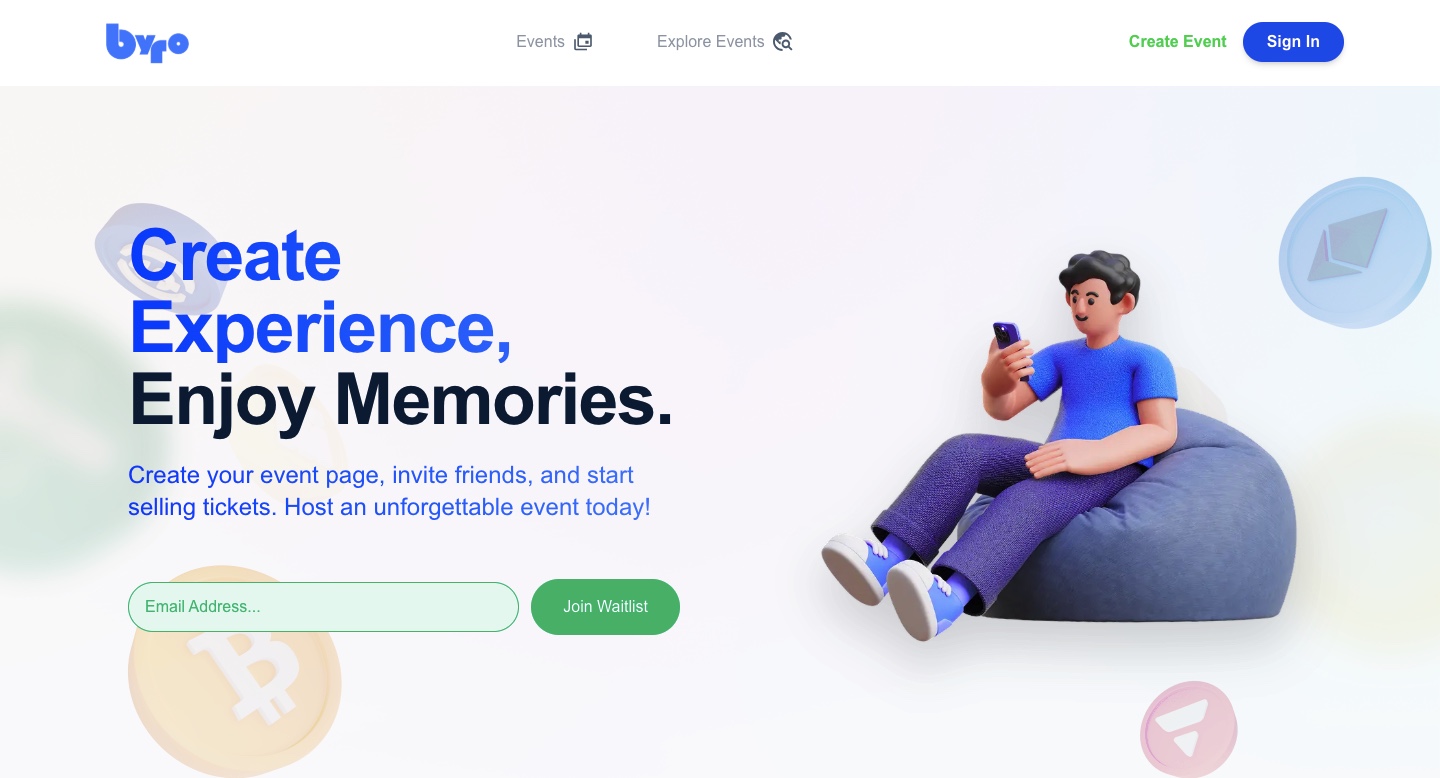 byro
Events
Explore Events
Create Event
Sign In
Create
Experience,
Enjoy Memories.
Create your event page, invite friends, and start
selling tickets. Host an unforgettable event today!
Email Address...
Join Waitlist